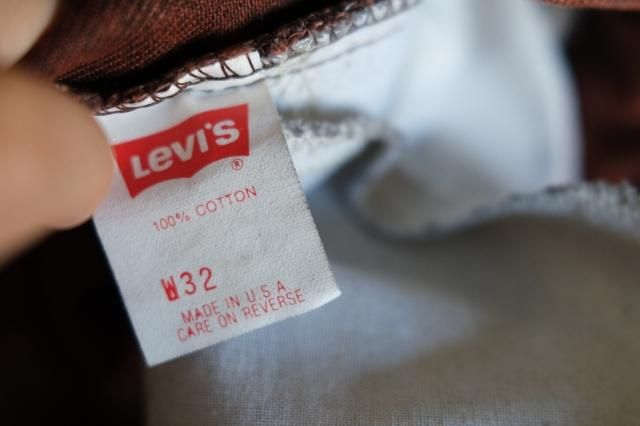 LEVI'S
®
100% COTTON
W32
MADE IN U.S.A.
CARE ON REVERSE